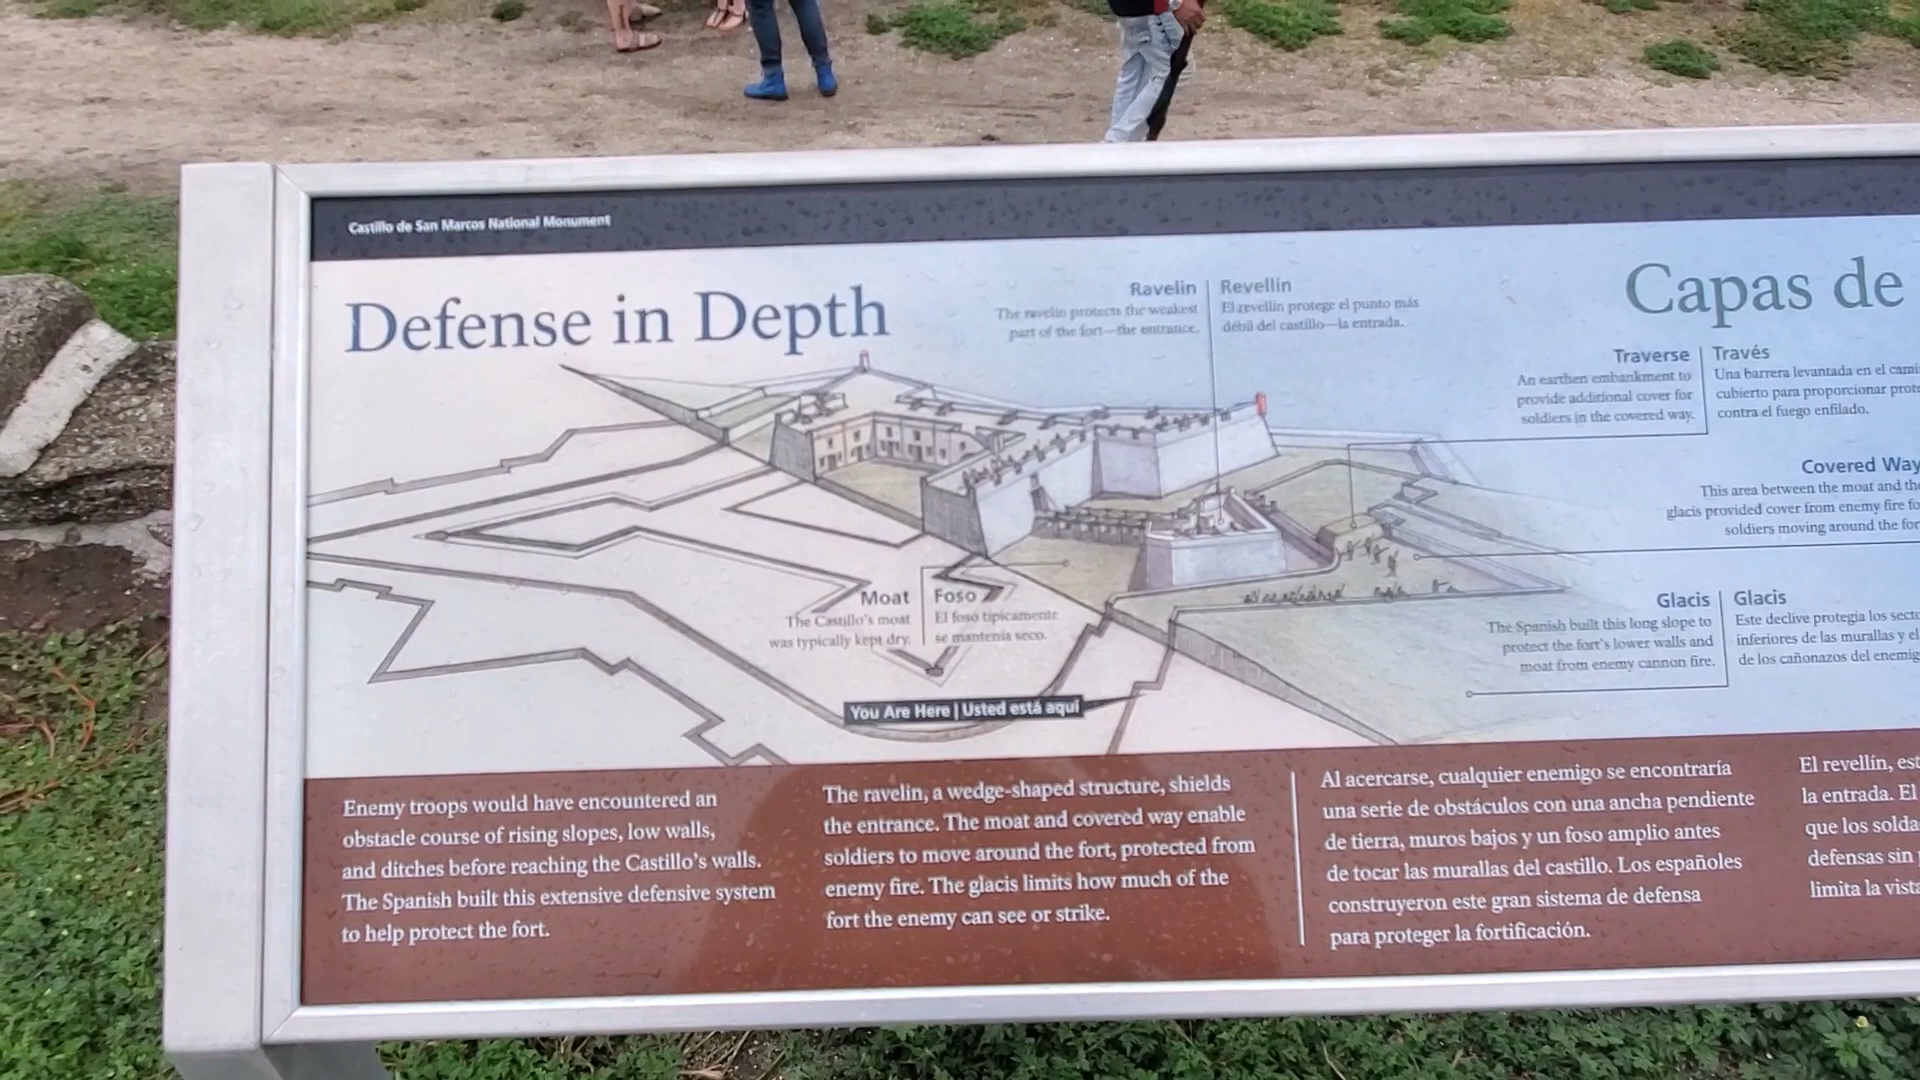 Castillo de San Marcos National Monument
Defense in Depth
Capas de
Ravelin
The ravelin protects the weakest
part of the fort—the entrance.
Revellín
El revellín protege el punto más
débil del castillo—la entrada.
Traverse
An earthen embankment to
provide additional cover for
soldiers in the covered way.
Través
Una barrera levantada en el cami
cubierto para proporcionar prote
contra el fuego enfilado.
Covered Way
This area between the moat and the
glacis provided cover from enemy fire fo
soldiers moving around the for
Moat
The Castillo's moat
was typically kept dry.
Foso
El foso típicamente
se mantenía seco.
Glacis
The Spanish built this long slope to
protect the fort's lower walls and
moat from enemy cannon fire.
Glacis
Este declive protegía los secto
inferiores de las murallas y el
de los cañonazos del enemig
You Are Here | Usted está aquí
Enemy troops would have encountered an
obstacle course of rising slopes, low walls,
and ditches before reaching the Castillo's walls.
The Spanish built this extensive defensive system
to help protect the fort.
The ravelin, a wedge-shaped structure, shields
the entrance. The moat and covered way enable
soldiers to move around the fort, protected from
enemy fire. The glacis limits how much of the
fort the enemy can see or strike.
Al acercarse, cualquier enemigo se encontraría
una serie de obstáculos con una ancha pendiente
de tierra, muros bajos y un foso amplio antes
de tocar las murallas del castillo. Los españoles
construyeron este gran sistema de defensa
para proteger la fortificación.
El revellín, est
la entrada. El
que los solda
defensas sin
limita la vista